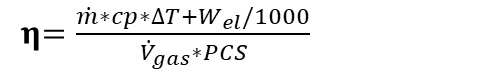 η= (ṁ*cp*ΔT+W_el/1000) / (V̇_gas*PCS)